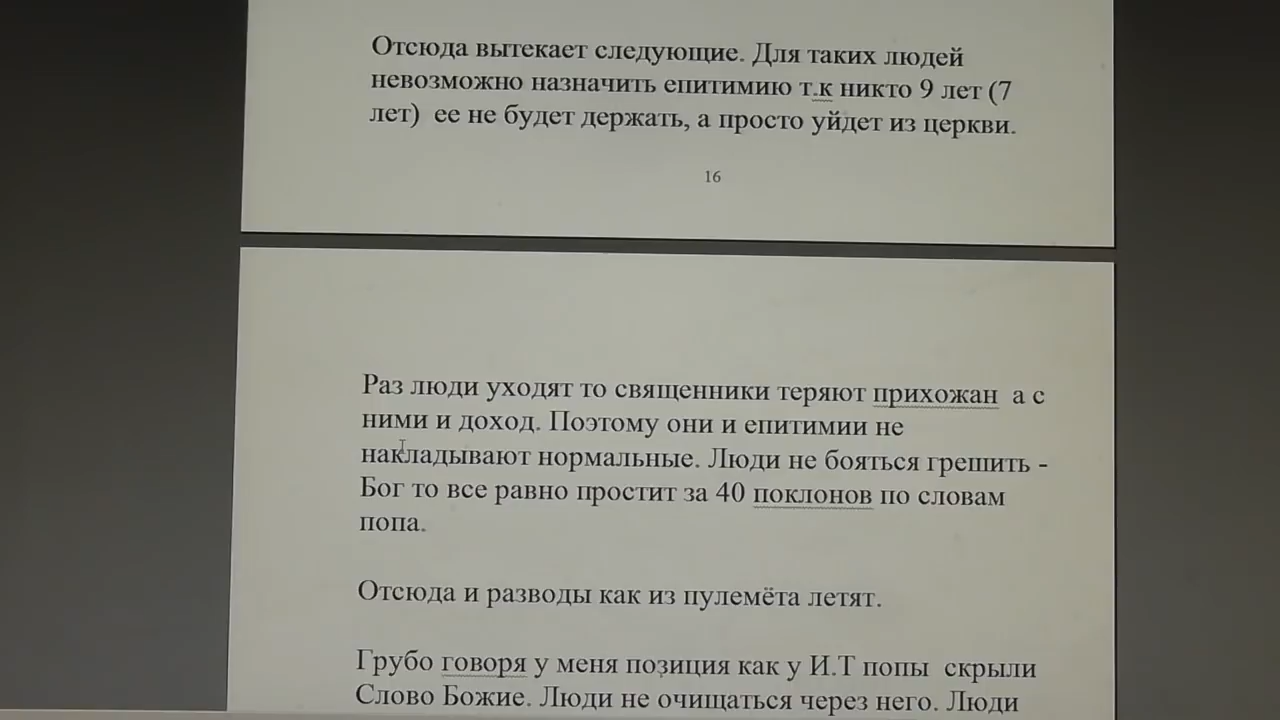 Отсюда вытекает следующие. Для таких людей
невозможно назначить епитимию т.к никто 9 лет (7
лет)  ее не будет держать, а просто уйдет из церкви.
16
Раз люди уходят то священники теряют прихожан  а с
ними и доход. Поэтому они и епитимии не
накладывают нормальные. Люди не бояться грешить -
Бог то все равно простит за 40 поклонов по словам
попа.
Отсюда и разводы как из пулемёта летят.
Грубо говоря у меня позиция как у И.Т попы  скрыли
Слово Божие. Люди не очищаться через него. Люди